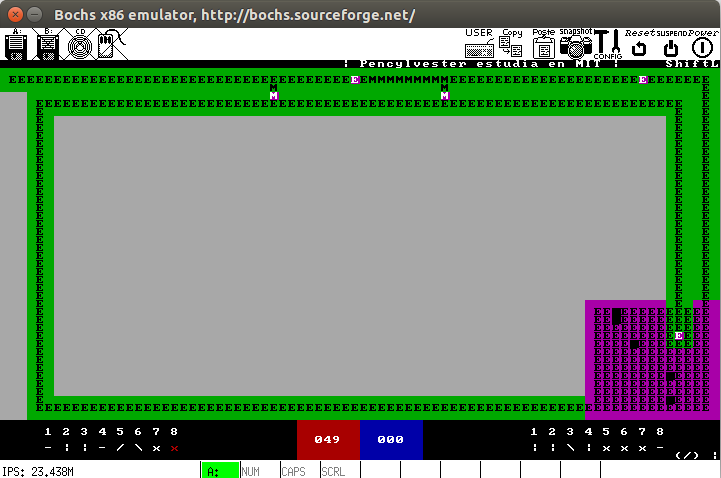 Bochs x86 emulator, http://bochs.sourceforge.net/
A: B: CD USER Copy Poste snapshot CONFIG Reset SUSPEND Power
¦ Pencylvester estudia en MIT ¦ ShiftL
1 2 3 4 5 6 7 8 1 2 3 4 5 6 7 8
- ¦ ¦ - / \ x x 049 000 ¦ ¦ \ ¦ x x x -
(/) ¦
IPS: 23.438M A: NUM CAPS SCRL